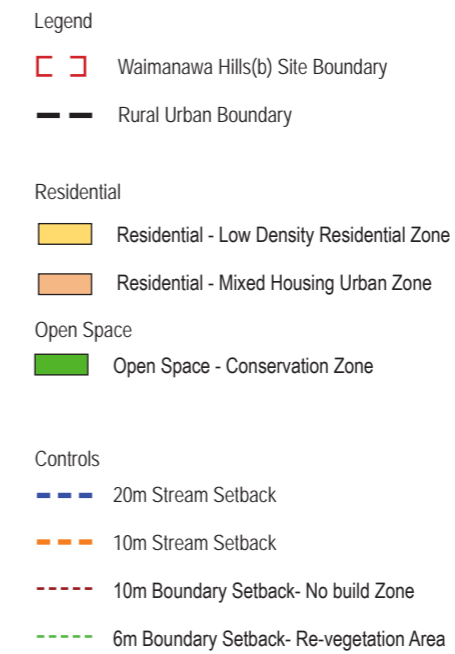 Legend
Waimanawa Hills(b) Site Boundary
Rural Urban Boundary
Residential
Residential - Low Density Residential Zone
Residential - Mixed Housing Urban Zone
Open Space
Open Space - Conservation Zone
Controls
20m Stream Setback
10m Stream Setback
10m Boundary Setback- No build Zone
6m Boundary Setback- Re-vegetation Area